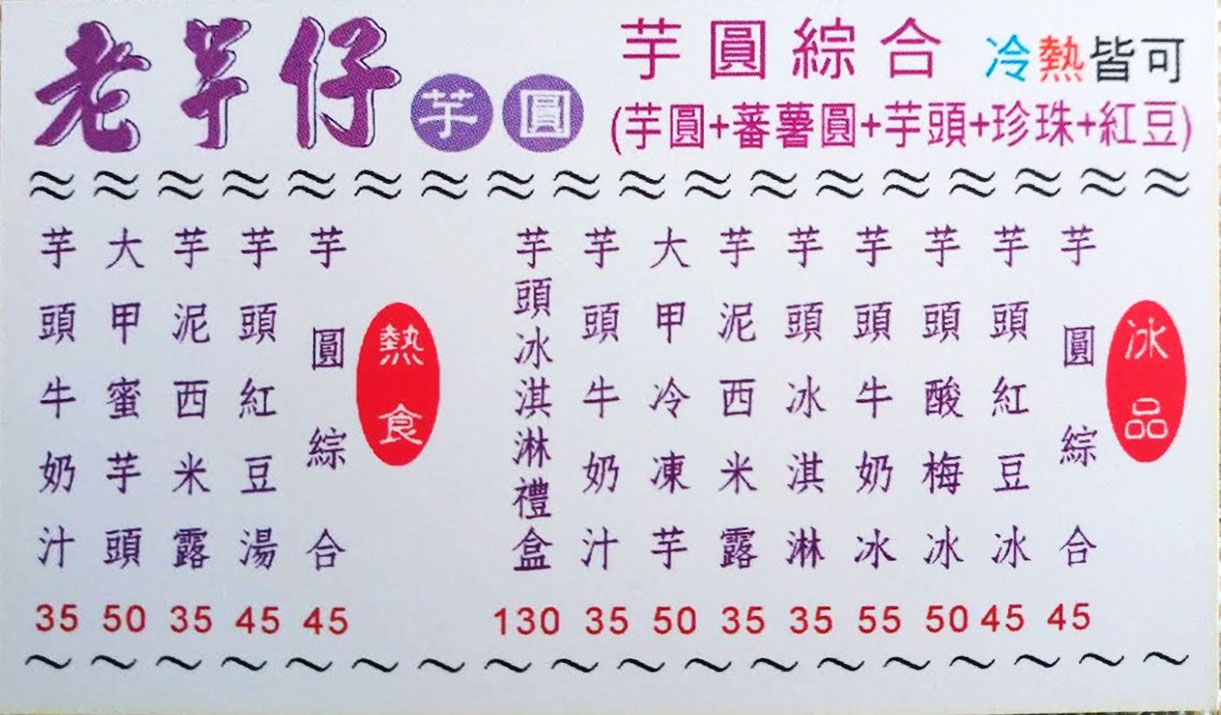 老芋仔 芋圓
芋圓綜合 冷熱皆可
(芋圓+蕃薯圓+芋頭+珍珠+紅豆)
冰品
芋圓綜合 45
芋頭紅豆冰 45
芋頭酸梅冰 50
芋頭牛奶冰 55
芋頭冰淇淋 35
芋泥西米露 35
大甲冷凍芋 50
芋頭牛奶汁 35
芋頭冰淇淋禮盒 130
熱食
芋圓綜合 45
芋頭紅豆湯 45
芋泥西米露 35
大甲蜜芋頭 50
芋頭牛奶汁 35